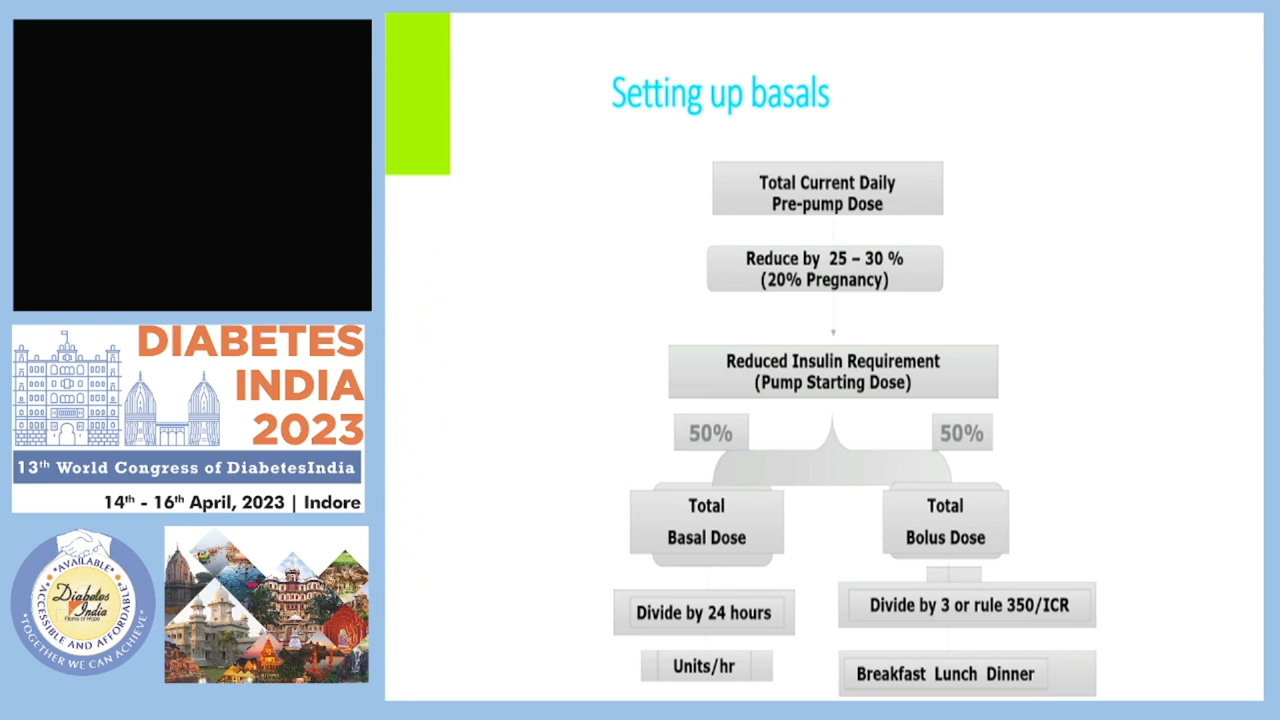 Setting up basals
Total Current Daily
Pre-pump Dose
Reduce by 25 – 30 %
(20% Pregnancy)
Reduced Insulin Requirement
(Pump Starting Dose)
50%
50%
Total
Basal Dose
Total
Bolus Dose
Divide by 24 hours
Divide by 3 or rule 350/ICR
Units/hr
Breakfast Lunch Dinner
DIABETES
INDIA
2023
13th World Congress of DiabetesIndia
14th - 16th April, 2023 | Indore
*AVAILABLE*
*ACCESSIBLE AND AFFORDABLE*
"TOGETHER WE CAN ACHIEVE"
Diabetes
India